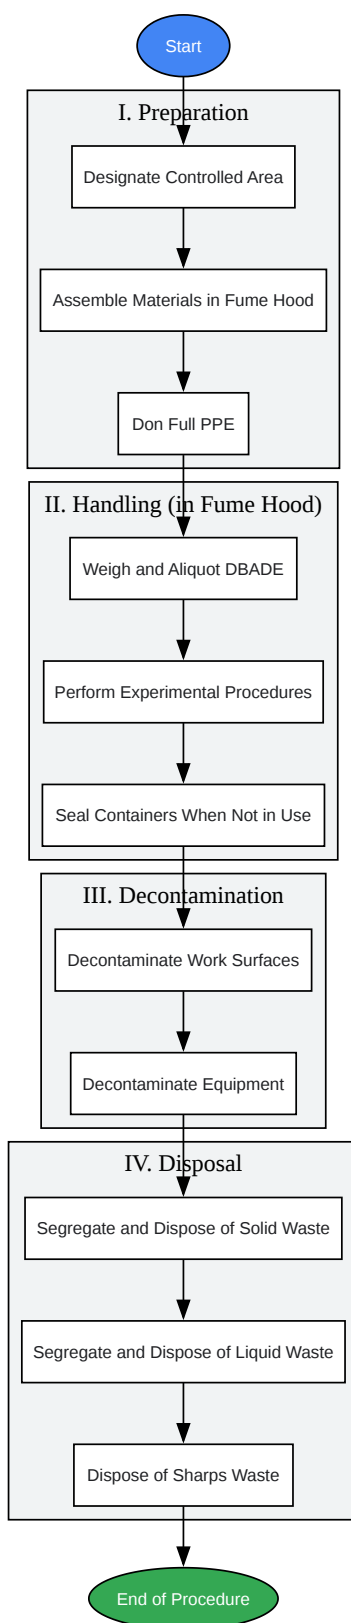 Start
I. Preparation
Designate Controlled Area
Assemble Materials in Fume Hood
Don Full PPE
II. Handling (in Fume Hood)
Weigh and Aliquot DBADE
Perform Experimental Procedures
Seal Containers When Not in Use
III. Decontamination
Decontaminate Work Surfaces
Decontaminate Equipment
IV. Disposal
Segregate and Dispose of Solid Waste
Segregate and Dispose of Liquid Waste
Dispose of Sharps Waste
End of Procedure